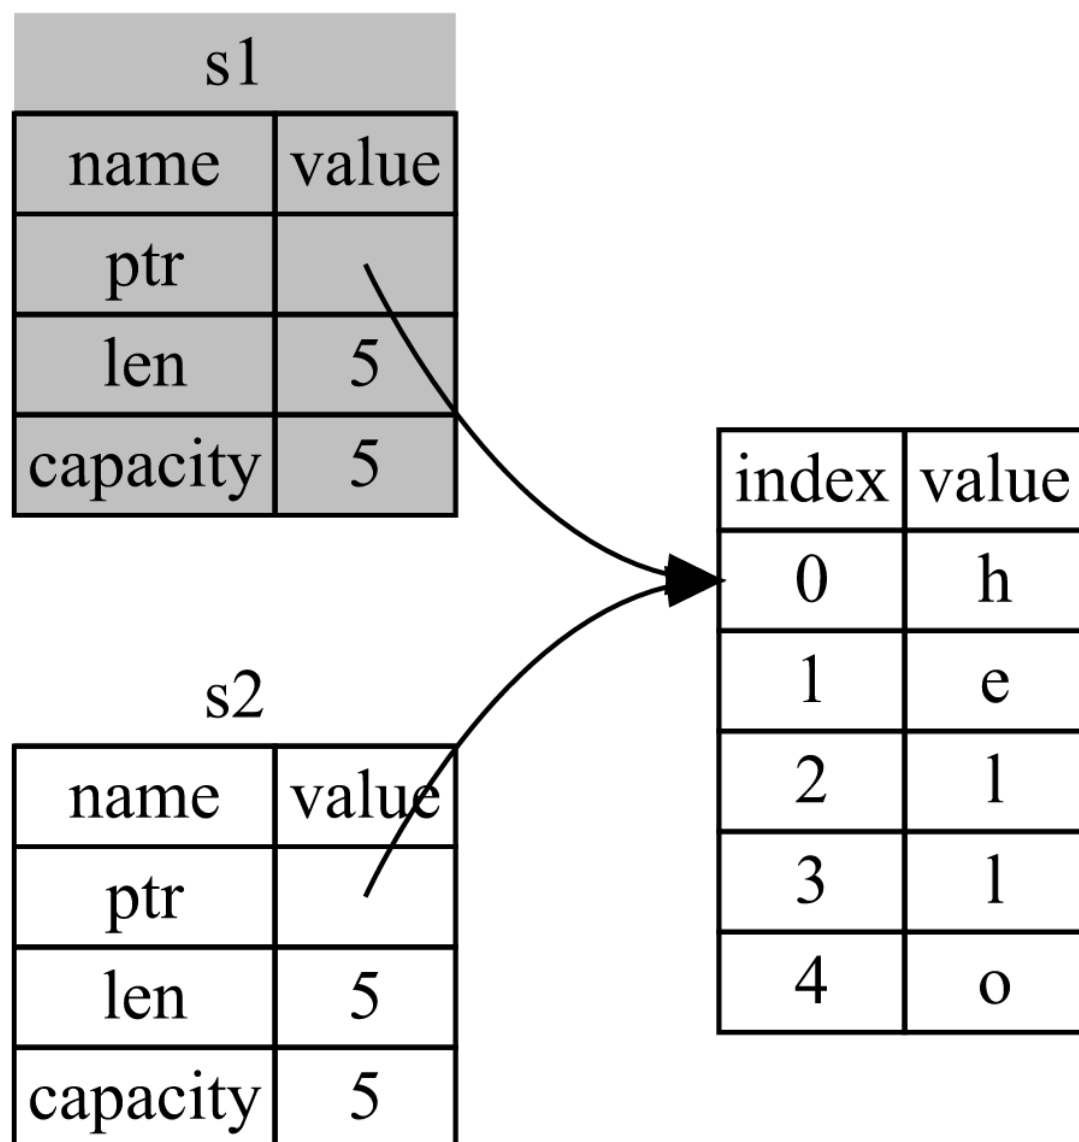 s1
name value
ptr
len 5
capacity 5
s2
name value
ptr
len 5
capacity 5
index value
0 h
1 e
2 l
3 l
4 o